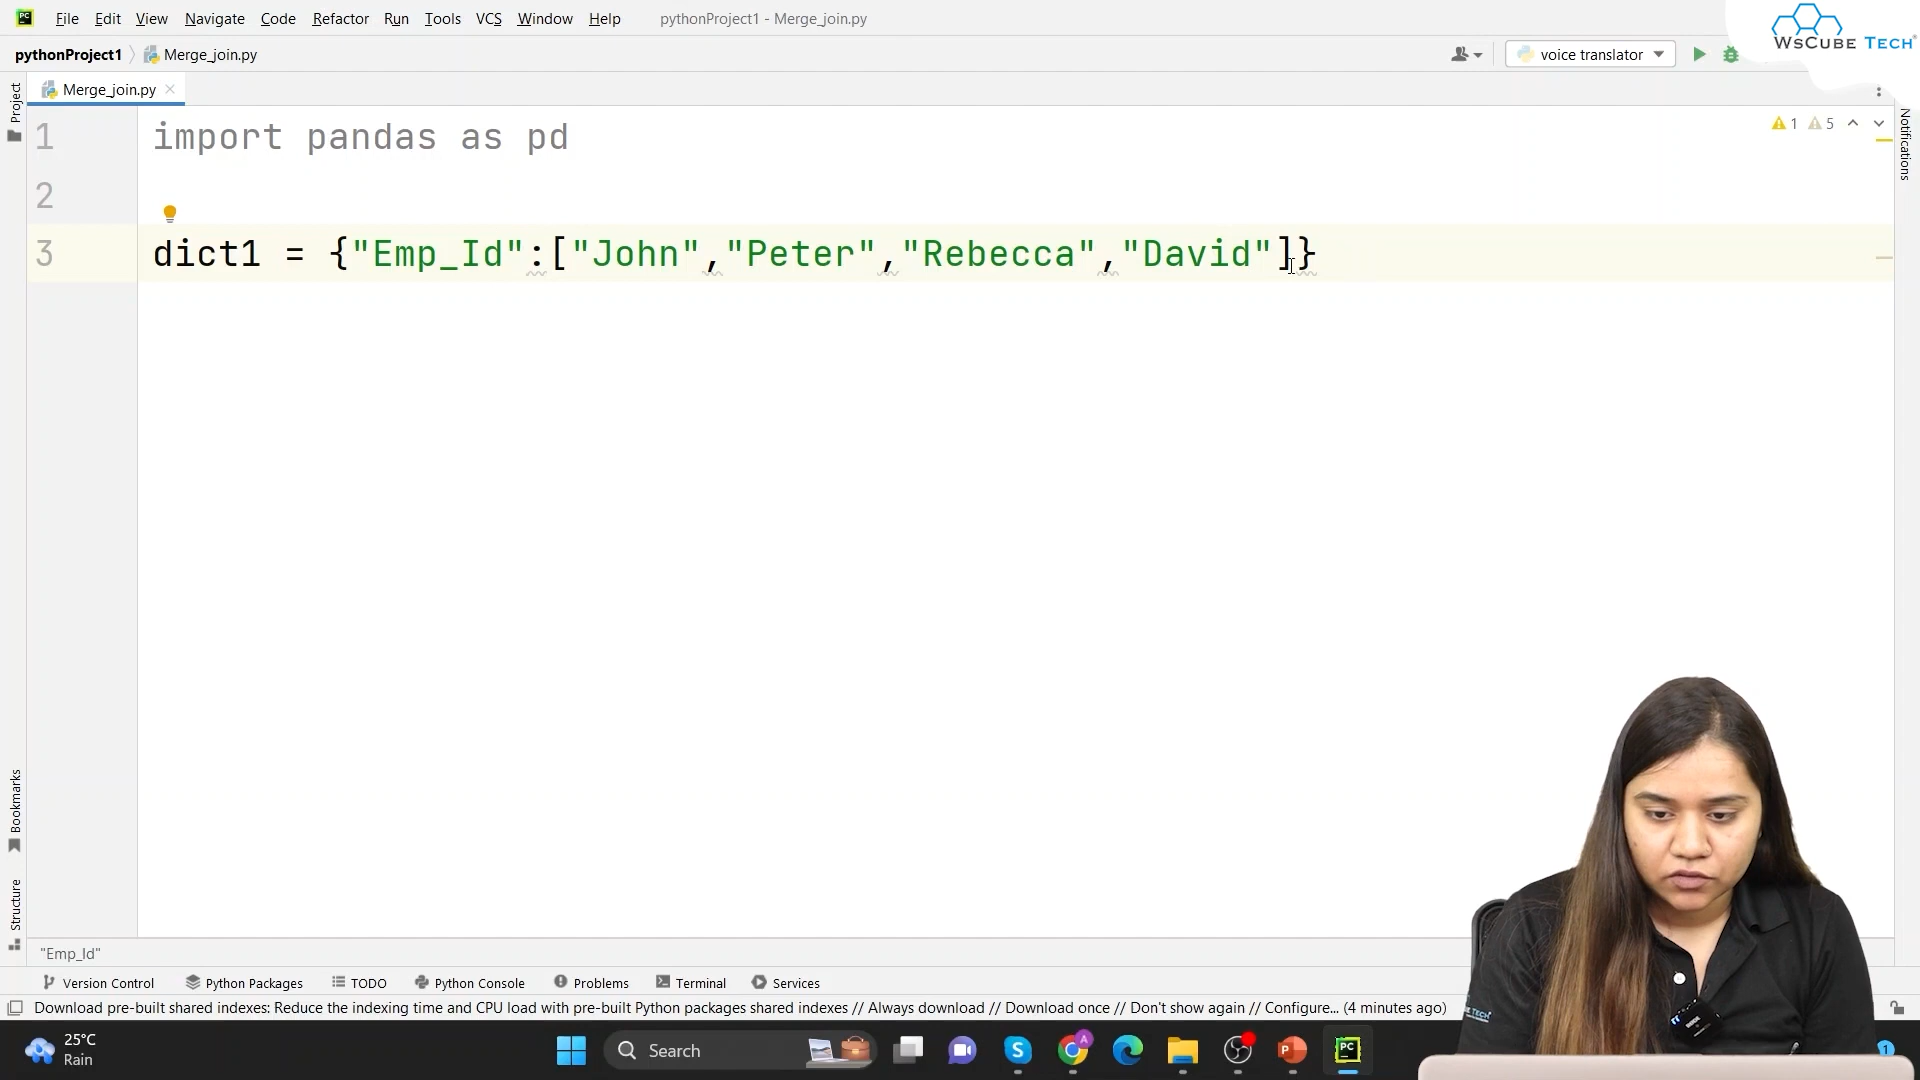 File Edit View Navigate Code Refactor Run Tools VCS Window Help pythonProject1 - Merge_join.py
WsCube Tech
pythonProject1 Merge_join.py voice translator
Merge_join.py
Project
Notifications
1 5
1 import pandas as pd
2
3 dict1 = {"Emp_Id":["John","Peter","Rebecca","David"]}
Bookmarks
Structure
"Emp_Id"
Version Control Python Packages TODO Python Console Problems Terminal Services
Download pre-built shared indexes: Reduce the indexing time and CPU load with pre-built Python packages shared indexes // Always download // Download once // Don't show again // Configure... (4 minutes ago)
25°C
Rain
Search
1